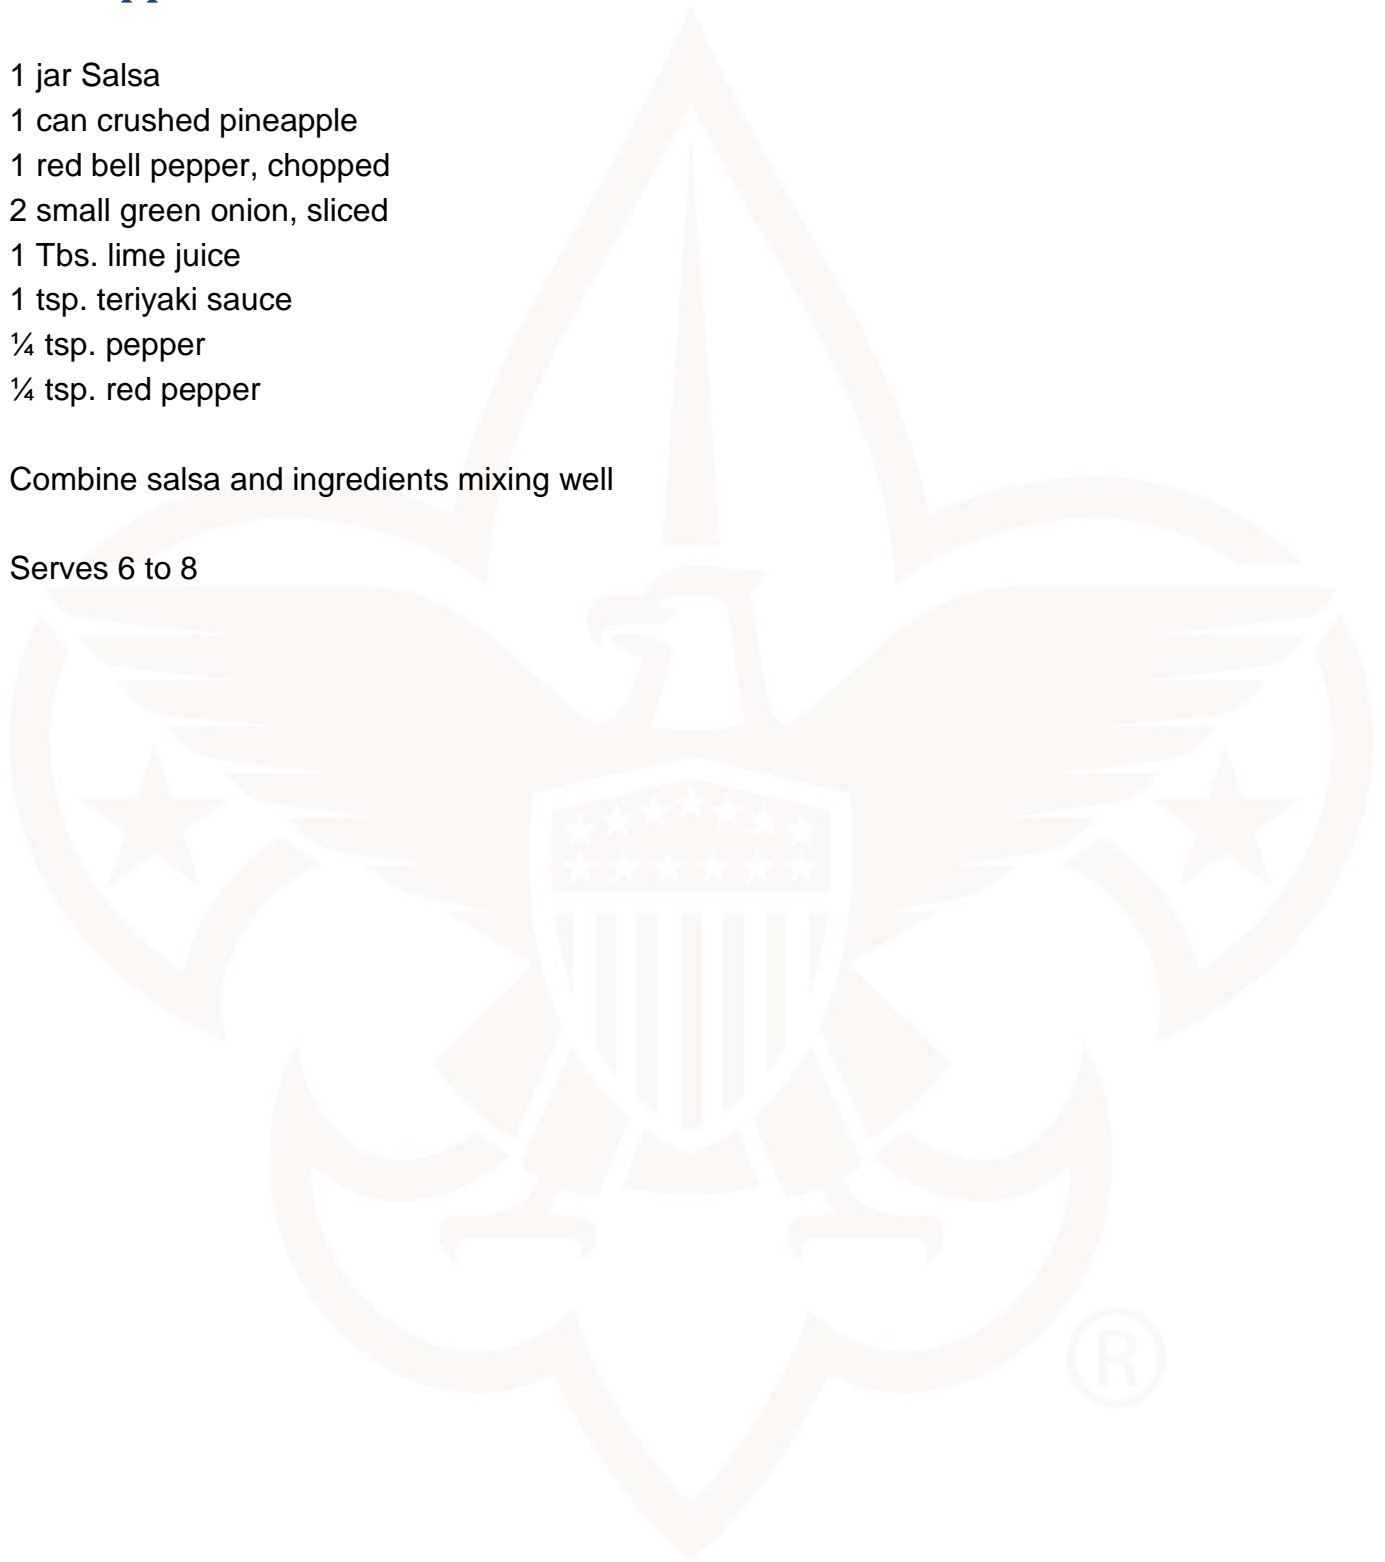 1 jar Salsa
1 can crushed pineapple
1 red bell pepper, chopped
2 small green onion, sliced
1 Tbs. lime juice
1 tsp. teriyaki sauce
¼ tsp. pepper
¼ tsp. red pepper
Combine salsa and ingredients mixing well
Serves 6 to 8
®